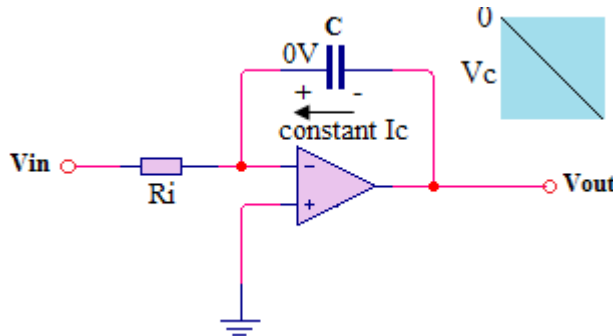 C
0
0V
Vc
+ -
constant Ic
Vin
Ri
−
+
Vout